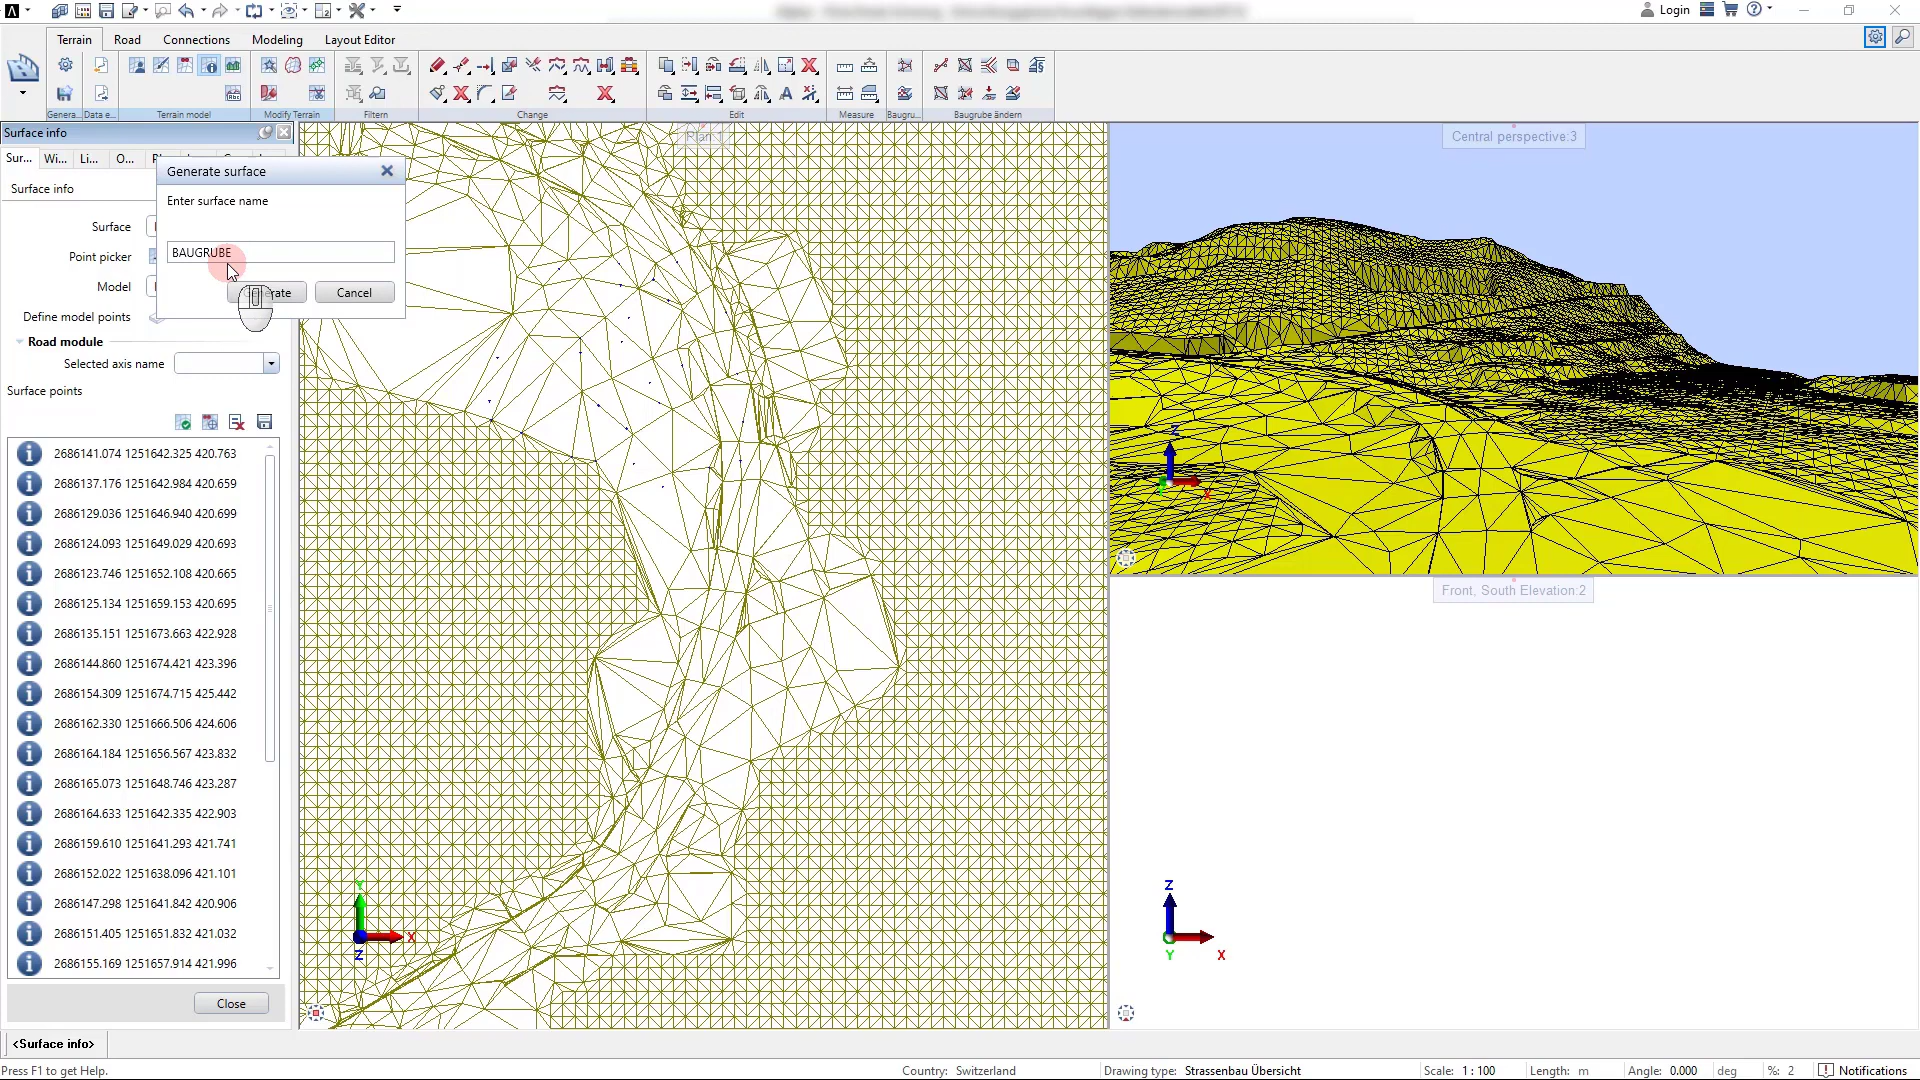 Login
Terrain
Road
Connections
Modeling
Layout Editor
Genera...
Data e...
Terrain model
Modify Terrain
Filtern
Change
Edit
Measure
Baugru...
Baugrube ändern
Surface info
Sur...
Wi...
Li...
O...
Surface info
Surface
Point picker
Model
Define model points
Road module
Selected axis name
Surface points
Generate surface
Enter surface name
BAUGRUBE
Cancel
2686141.074 1251642.325 420.763
2686137.176 1251642.984 420.659
2686129.036 1251646.940 420.699
2686124.093 1251649.029 420.693
2686123.746 1251652.108 420.665
2686125.134 1251659.153 420.695
2686135.151 1251673.663 422.928
2686144.860 1251674.421 423.396
2686154.309 1251674.715 425.442
2686162.330 1251666.506 424.606
2686164.184 1251656.567 423.832
2686165.073 1251648.746 423.287
2686164.633 1251642.335 422.903
2686159.610 1251641.293 421.741
2686152.022 1251638.096 421.101
2686147.298 1251641.842 420.906
2686151.405 1251651.832 421.032
2686155.169 1251657.914 421.996
Close
Plan:1
Central perspective:3
Front, South Elevation:2
Y
X
Z
Z
X
Z
Y
X
<Surface info>
Press F1 to get Help.
Country: Switzerland
Drawing type: Strassenbau Übersicht
Scale: 1 : 100
Length: m
Angle: 0.000 deg
%: 2
Notifications